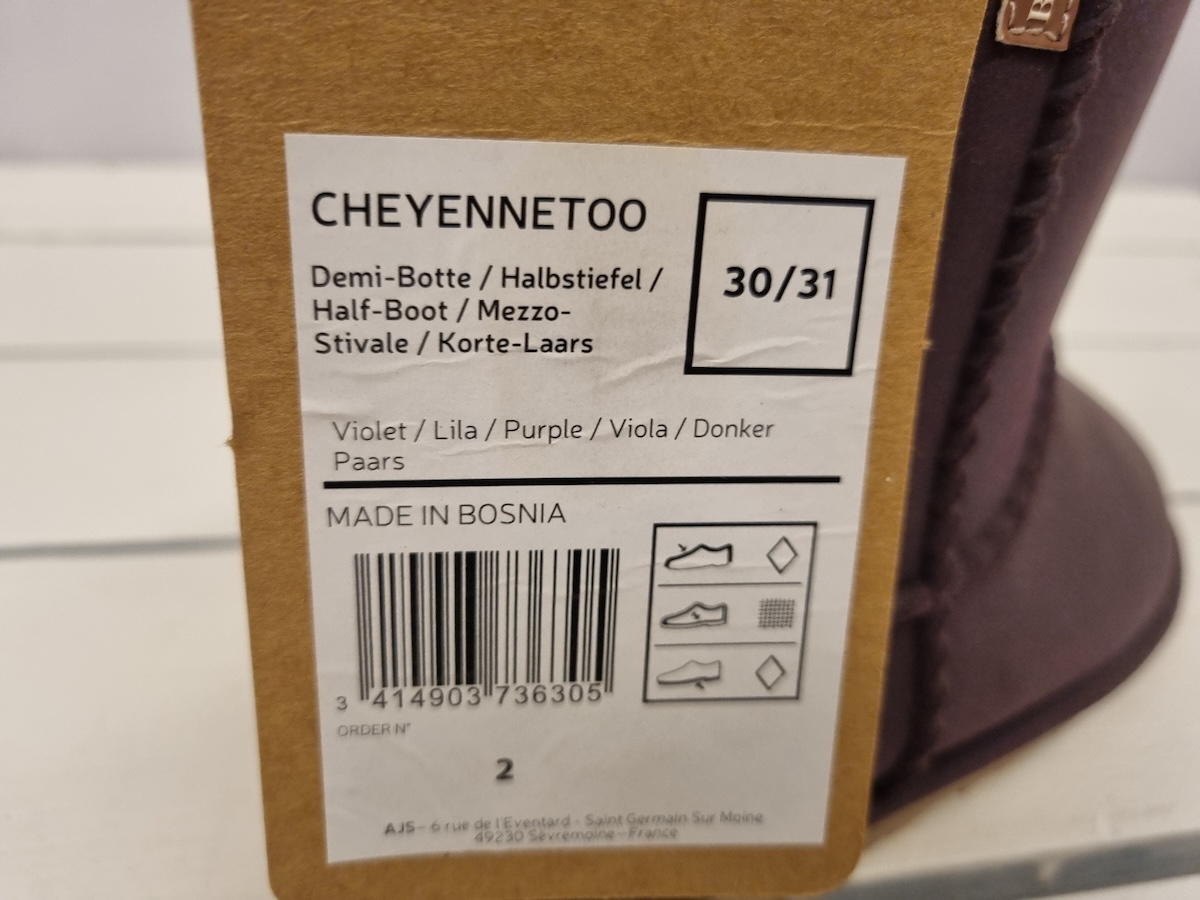 B
CHEYENNETOO
30/31
Demi-Botte / Halbstiefel /
Half-Boot / Mezzo-
Stivale / Korte-Laars
Violet / Lila / Purple / Viola / Donker
Paars
MADE IN BOSNIA
3 414903 736305
ORDER N°
2
AJS- 6 rue de l'Eventard - Saint Germain Sur Moine
49230 Sèvremoine - France